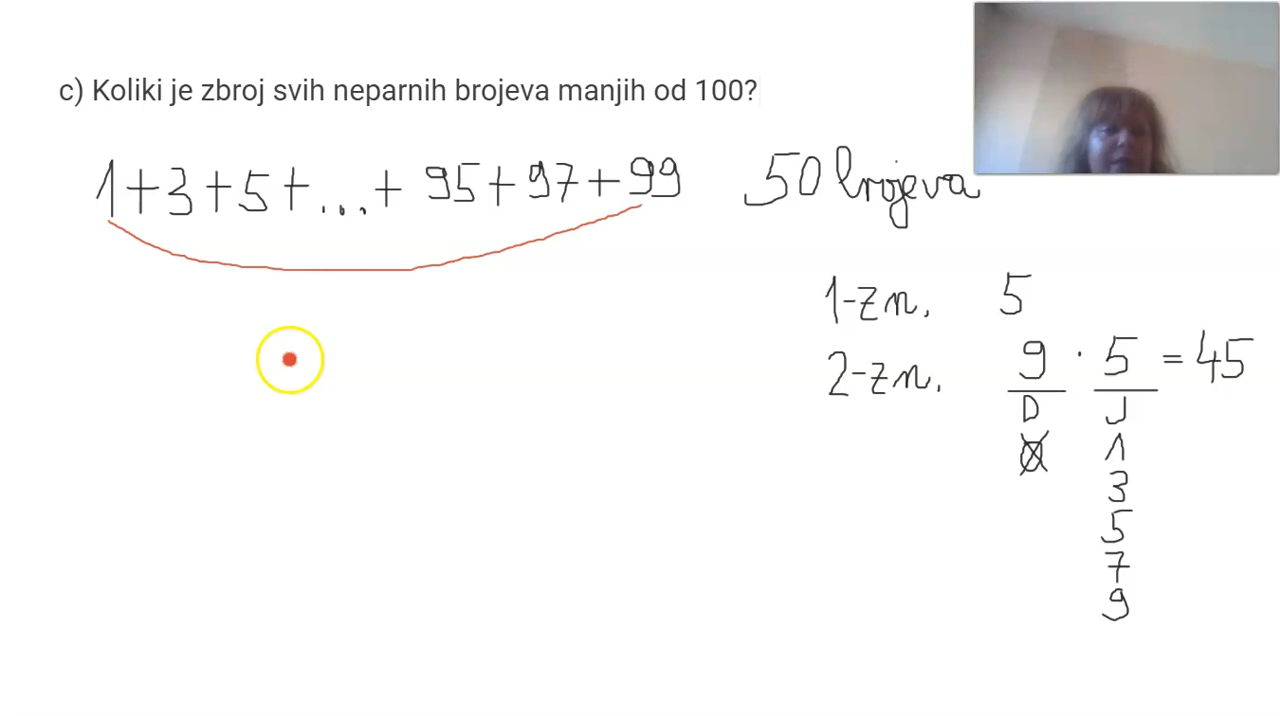 c) Koliki je zbroj svih neparnih brojeva manjih od 100?
1+3+5+...+ 95+97+99 50 brojeva
1-zn. 5
2-zn. 9 · 5 = 45
D J
0 1
3
5
7
9